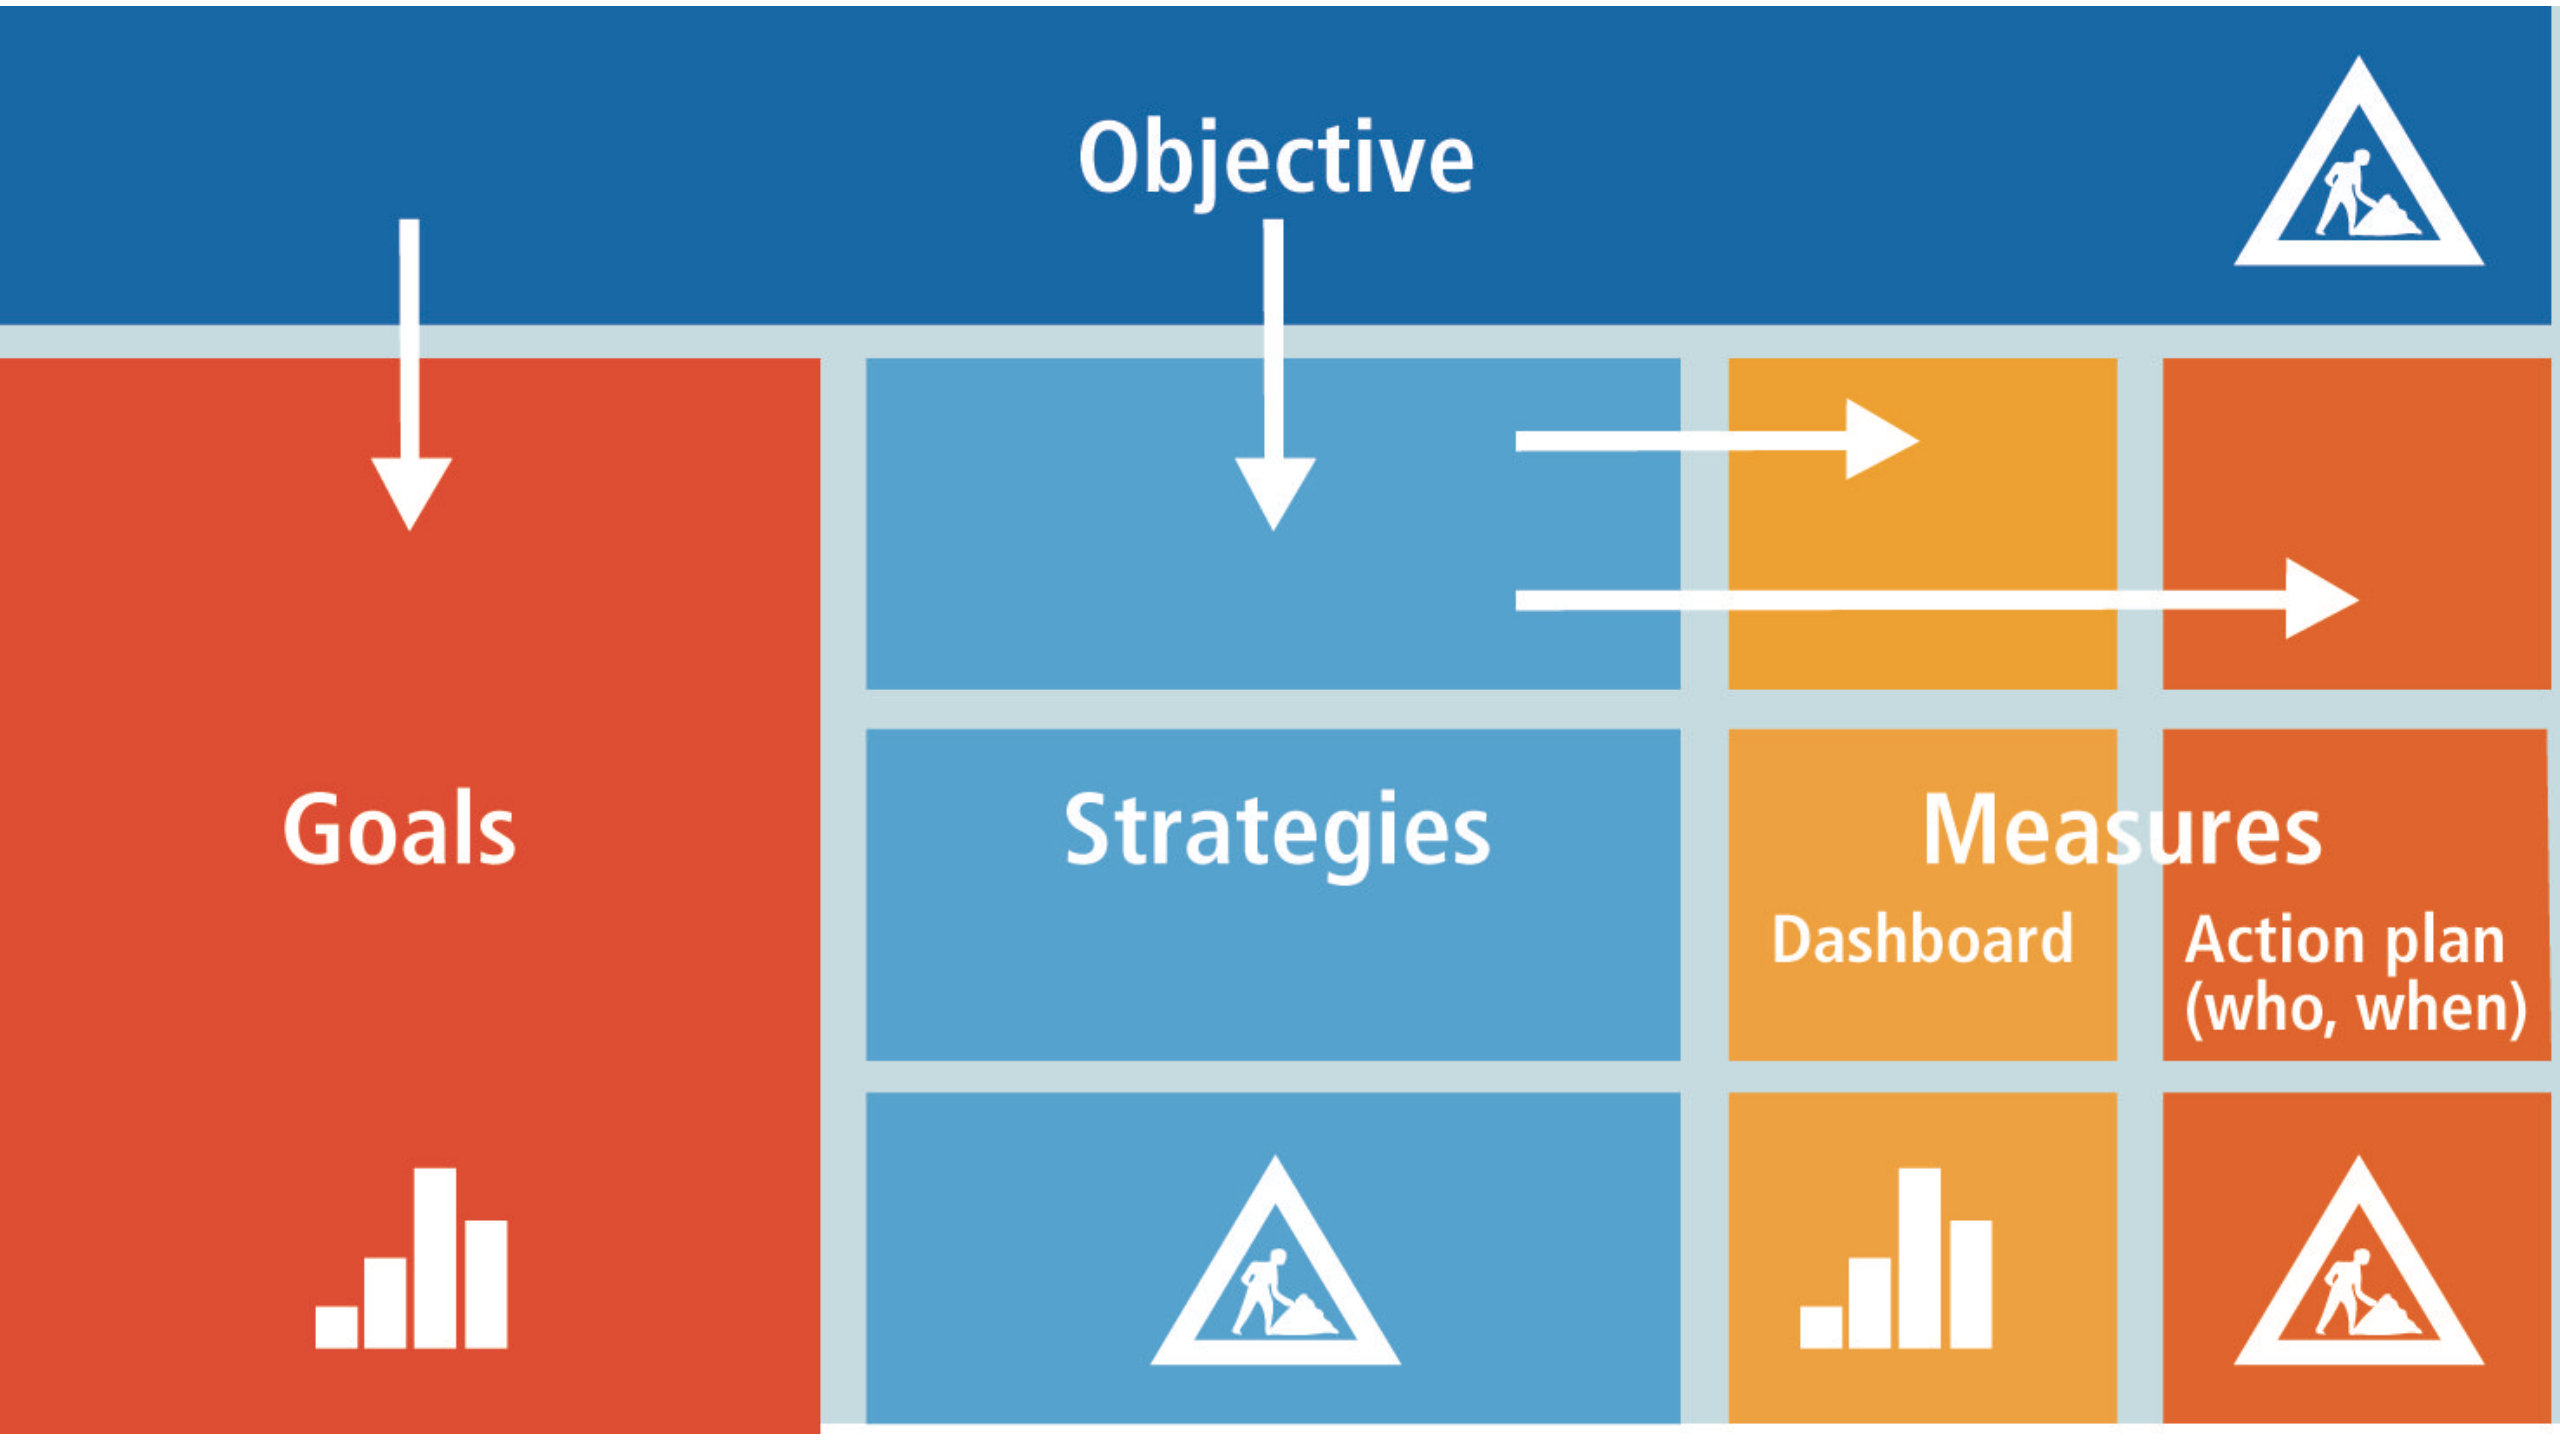 Objective
Goals
Strategies
Measures
Dashboard
Action plan
(who, when)